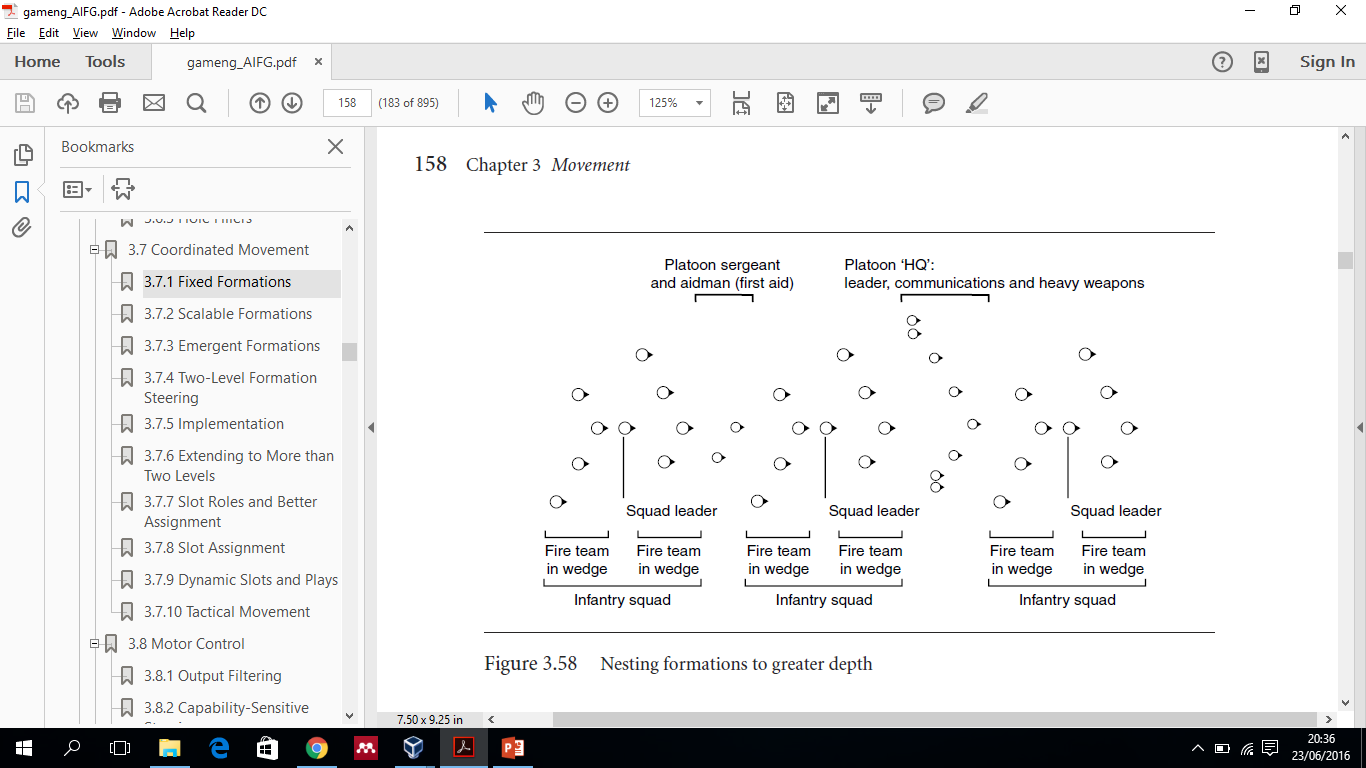 gameng_AIFG.pdf - Adobe Acrobat Reader DC
File Edit View Window Help
Home Tools gameng_AIFG.pdf × Sign In
158 (183 of 895) 125%
Bookmarks
3.7 Coordinated Movement
3.7.1 Fixed Formations
3.7.2 Scalable Formations
3.7.3 Emergent Formations
3.7.4 Two-Level Formation
Steering
3.7.5 Implementation
3.7.6 Extending to More than
Two Levels
3.7.7 Slot Roles and Better
Assignment
3.7.8 Slot Assignment
3.7.9 Dynamic Slots and Plays
3.7.10 Tactical Movement
3.8 Motor Control
3.8.1 Output Filtering
3.8.2 Capability-Sensitive
158 Chapter 3 Movement
Platoon sergeant
and aidman (first aid)
Platoon ‘HQ’:
leader, communications and heavy weapons
Squad leader Squad leader Squad leader
Fire team Fire team Fire team Fire team Fire team Fire team
in wedge in wedge in wedge in wedge in wedge in wedge
Infantry squad Infantry squad Infantry squad
Figure 3.58 Nesting formations to greater depth
7.50 x 9.25 in
20:36
23/06/2016